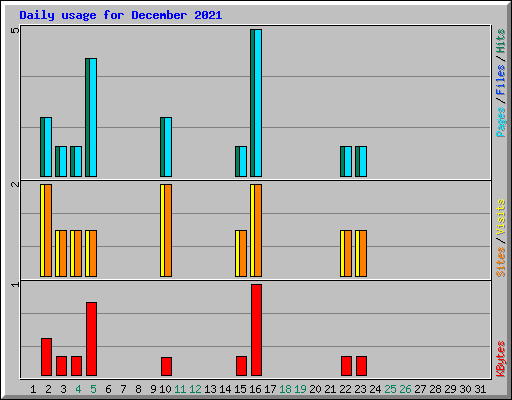 Daily usage for December 2021
5
2
1
Pages / Files / Hits
Sites / Visits
KBytes
1 2 3 4 5 6 7 8 9 10 11 12 13 14 15 16 17 18 19 20 21 22 23 24 25 26 27 28 29 30 31